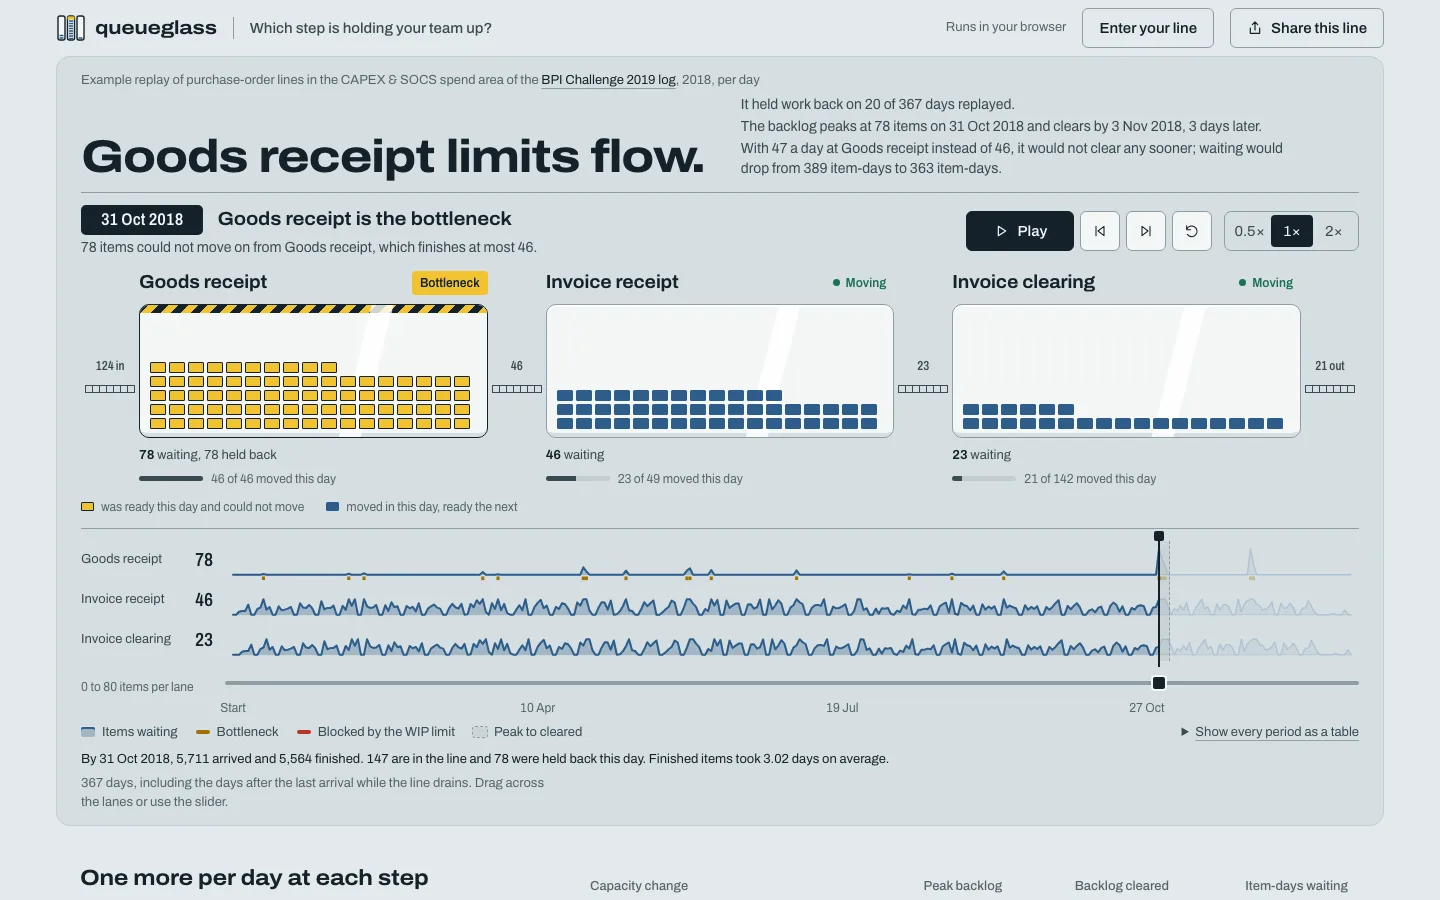 queueglass
Which step is holding your team up?
Runs in your browser
Enter your line
Share this line
Example replay of purchase-order lines in the CAPEX & SOCS spend area of the BPI Challenge 2019 log, 2018, per day
Goods receipt limits flow.
It held work back on 20 of 367 days replayed.
The backlog peaks at 78 items on 31 Oct 2018 and clears by 3 Nov 2018, 3 days later.
With 47 a day at Goods receipt instead of 46, it would not clear any sooner; waiting would
drop from 389 item-days to 363 item-days.
31 Oct 2018
Goods receipt is the bottleneck
78 items could not move on from Goods receipt, which finishes at most 46.
Play
0.5×
1×
2×
Goods receipt
Bottleneck
Invoice receipt
Moving
Invoice clearing
Moving
124 in
46
23
21 out
78 waiting, 78 held back
46 waiting
23 waiting
46 of 46 moved this day
23 of 49 moved this day
21 of 142 moved this day
was ready this day and could not move
moved in this day, ready the next
Goods receipt 78
Invoice receipt 46
Invoice clearing 23
0 to 80 items per lane
Start
10 Apr
19 Jul
27 Oct
Items waiting
Bottleneck
Blocked by the WIP limit
Peak to cleared
Show every period as a table
By 31 Oct 2018, 5,711 arrived and 5,564 finished. 147 are in the line and 78 were held back this day. Finished items took 3.02 days on average.
367 days, including the days after the last arrival while the line drains. Drag across
the lanes or use the slider.
One more per day at each step
Capacity change
Peak backlog
Backlog cleared
Item-days waiting